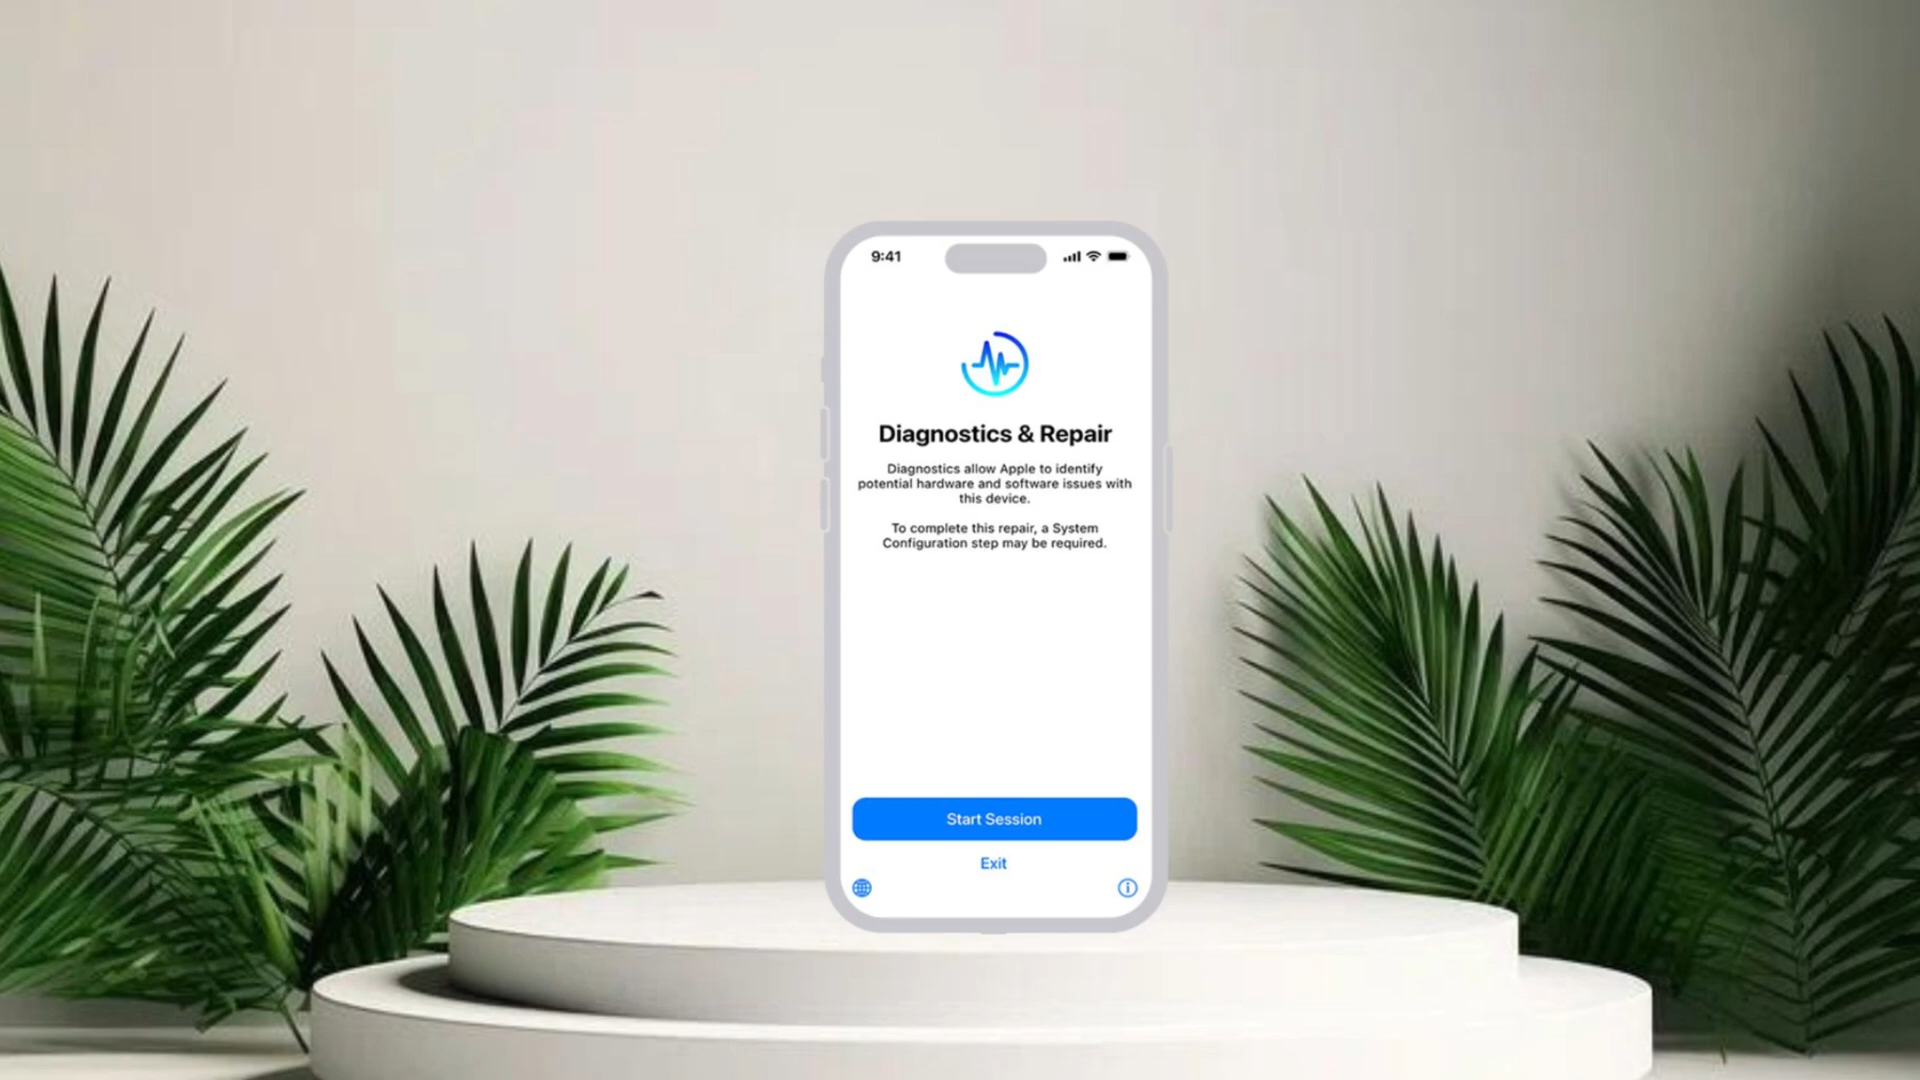 9:41
Diagnostics & Repair
Diagnostics allow Apple to identify
potential hardware and software issues with
this device.
To complete this repair, a System
Configuration step may be required.
Start Session
Exit